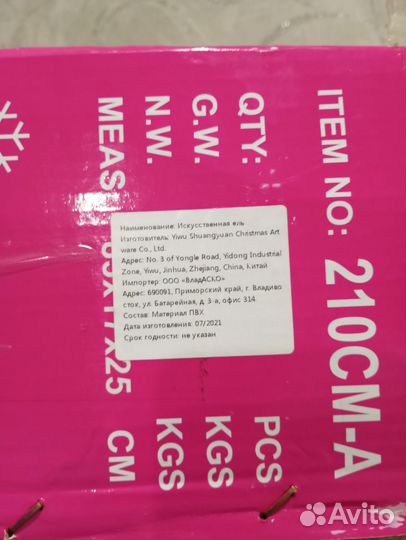 ITEM NO: 210CM-A
QTY: PCS
G.W. KGS
N.W. KGS
MEAS X17X25 CM
Наименование: Искусственная ель
Изготовитель: Yiwu Shuangyuan Christmas Art
ware Co., Ltd.
Адрес: No. 3 of Yongle Road, Yidong Industrial
Zone, Yiwu, Jinhua, Zhejiang, China, Китай
Импортер: ООО «ВладАСКО»
Адрес: 690091, Приморский край, г. Владиво
сток, ул. Батарейная, д. 3-а, офис 314.
Состав: Материал ПВХ
Дата изготовления: 07/2021
Срок годности: не указан
Avito